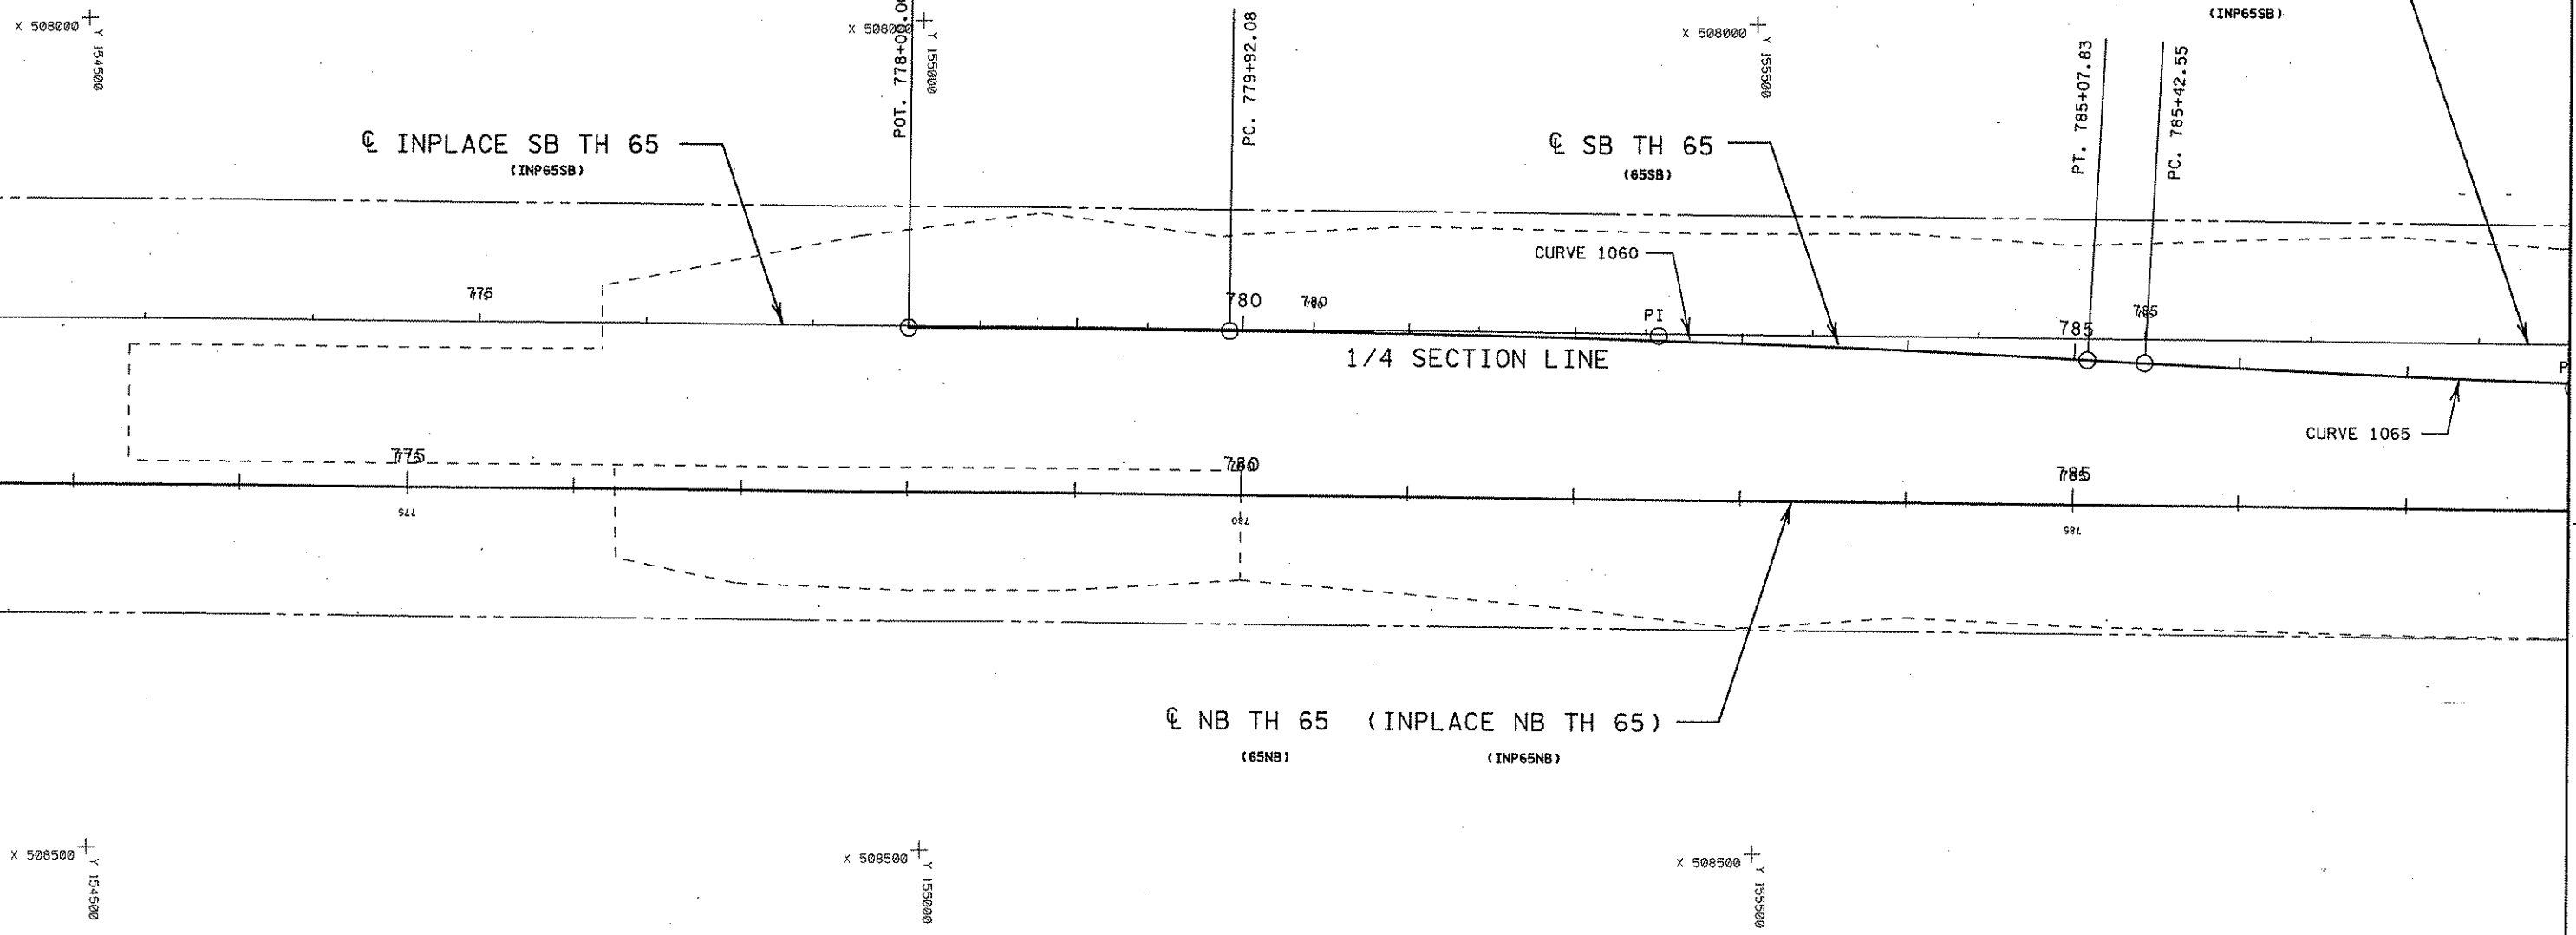 X 508000
Y 154500
X 508000
Y 155000
X 508000
Y 155500
(INP65SB)
POT. 778+00.00
PC. 779+92.08
PT. 785+07.83
PC. 785+42.55
℄ INPLACE SB TH 65
(INP65SB)
℄ SB TH 65
(65SB)
CURVE 1060
775
780
780
PI
785
785
1/4 SECTION LINE
P
CURVE 1065
775
780
785
775
780
785
℄ NB TH 65 (INPLACE NB TH 65)
(65NB) (INP65NB)
X 508500
Y 154500
X 508500
Y 155000
X 508500
Y 155500